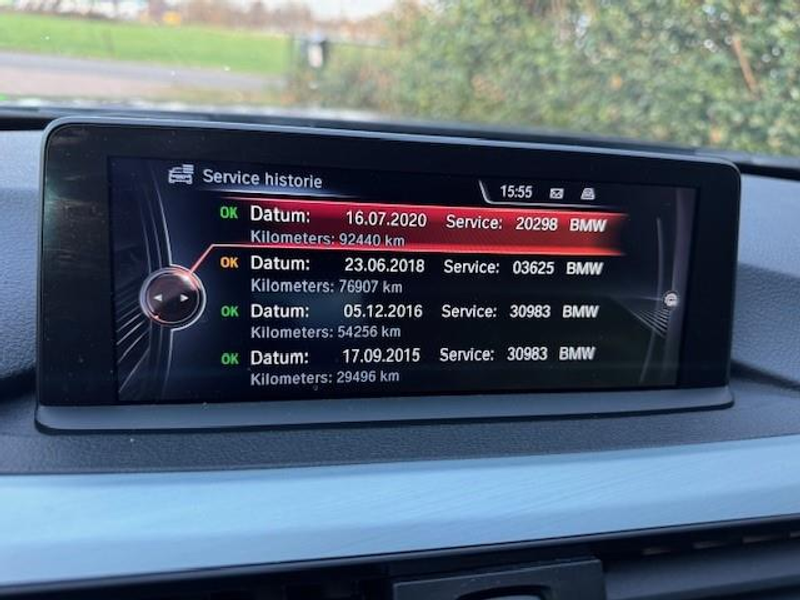 Service historie
15:55
OK Datum: 16.07.2020 Service: 20298 BMW
Kilometers: 92440 km
OK Datum: 23.06.2018 Service: 03625 BMW
Kilometers: 76907 km
OK Datum: 05.12.2016 Service: 30983 BMW
Kilometers: 54256 km
OK Datum: 17.09.2015 Service: 30983 BMW
Kilometers: 29496 km